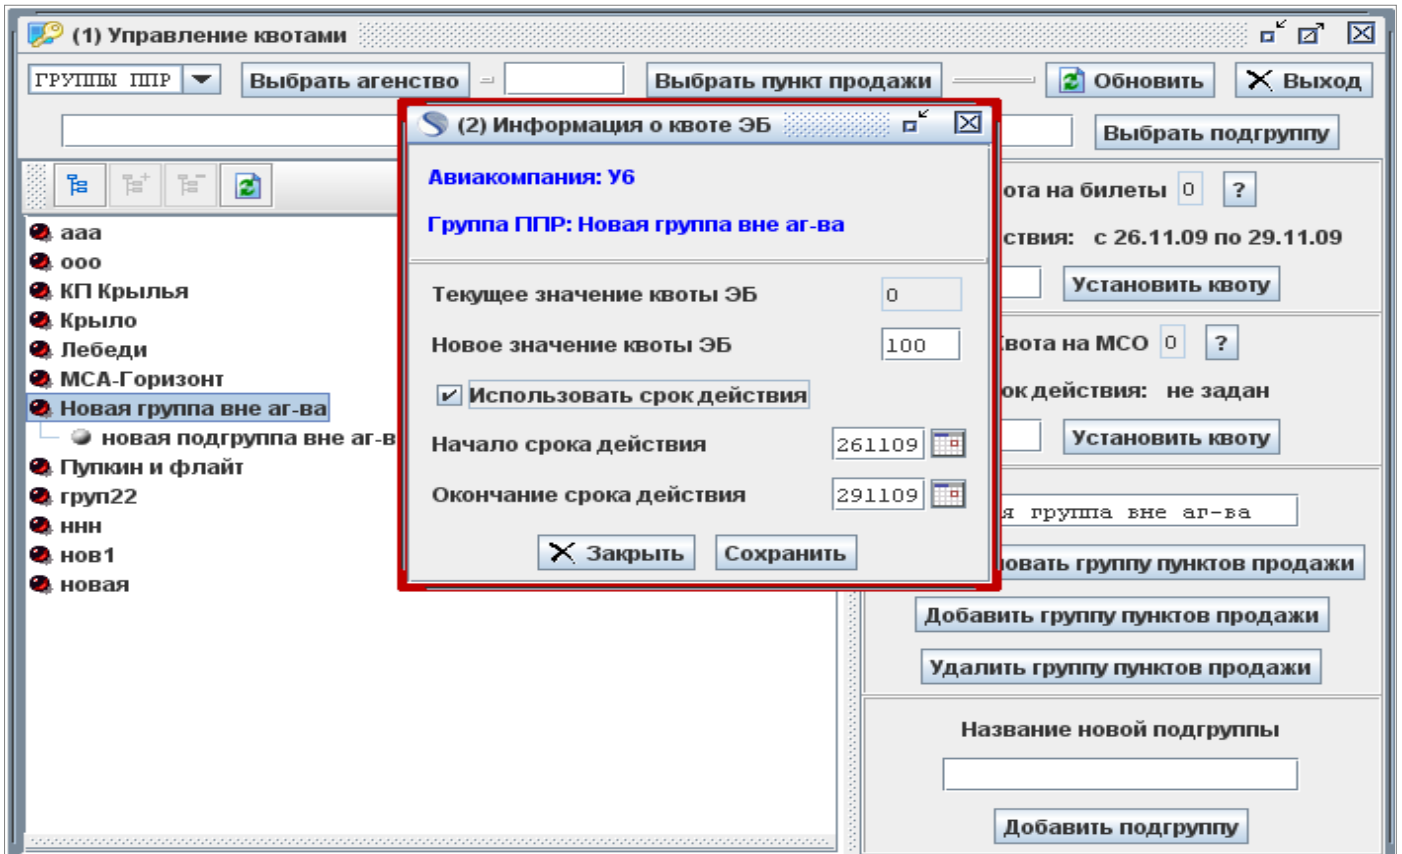 (1) Управление квотами
ГРУППЫ ППР Выбрать агенство Выбрать пункт продажи Обновить Выход
Выбрать подгруппу
(2) Информация о квоте ЭБ
Авиакомпания: У6
Группа ППР: Новая группа вне аг-ва
Текущее значение квоты ЭБ 0
Новое значение квоты ЭБ 100
Использовать срок действия
Начало срока действия 261109
Окончание срока действия 291109
Закрыть Сохранить
ааа
ооо
КП Крылья
Крыло
Лебеди
МСА-Горизонт
Новая группа вне аг-ва
новая подгруппа вне аг-в
Пупкин и флайт
груп22
ннн
нов1
новая
ота на билеты 0 ?
ствия: с 26.11.09 по 29.11.09
Установить квоту
Квота на МСО 0 ?
ок действия: не задан
Установить квоту
я группа вне аг-ва
овать группу пунктов продажи
Добавить группу пунктов продажи
Удалить группу пунктов продажи
Название новой подгруппы
Добавить подгруппу